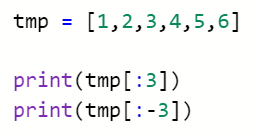 tmp = [1,2,3,4,5,6]
print(tmp[:3])
print(tmp[:-3])